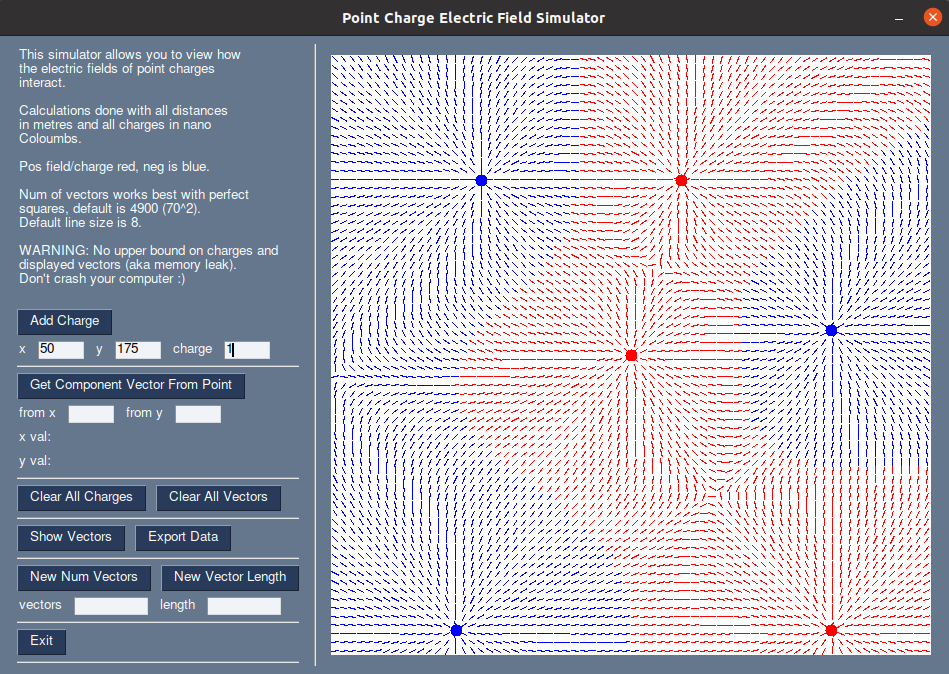 Point Charge Electric Field Simulator
This simulator allows you to view how
the electric fields of point charges
interact.
Calculations done with all distances
in metres and all charges in nano
Coloumbs.
Pos field/charge red, neg is blue.
Num of vectors works best with perfect
squares, default is 4900 (70^2).
Default line size is 8.
WARNING: No upper bound on charges and
displayed vectors (aka memory leak).
Don't crash your computer :)
Add Charge
x 50 y 175 charge 1
Get Component Vector From Point
from x from y
x val:
y val:
Clear All Charges Clear All Vectors
Show Vectors Export Data
New Num Vectors New Vector Length
vectors length
Exit